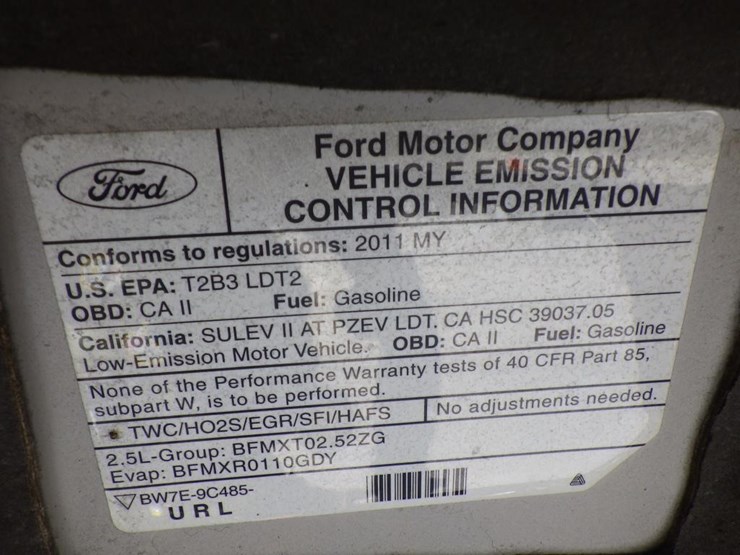 Ford
Ford Motor Company
VEHICLE EMISSION
CONTROL INFORMATION
Conforms to regulations: 2011 MY
U.S. EPA: T2B3 LDT2
OBD: CA II Fuel: Gasoline
California: SULEV II AT PZEV LDT. CA HSC 39037.05
Low-Emission Motor Vehicle. OBD: CA II Fuel: Gasoline
None of the Performance Warranty tests of 40 CFR Part 85,
subpart W, is to be performed.
TWC/HO2S/EGR/SFI/HAFS No adjustments needed.
2.5L-Group: BFMXT02.52ZG
Evap: BFMXR0110GDY
BW7E-9C485-
URL